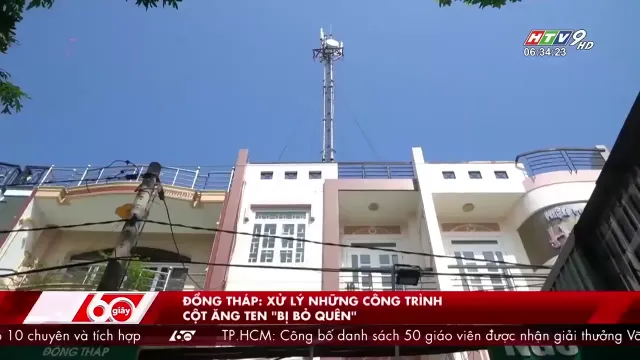 HTV9HD
06:34:23
60 giây
ĐỒNG THÁP: XỬ LÝ NHỮNG CÔNG TRÌNH
CỘT ĂNG TEN "BỊ BỎ QUÊN"
10 chuyên và tích hợp 60 TP.HCM: Công bố danh sách 50 giáo viên được nhận giải thưởng Võ
ĐỒNG THÁP